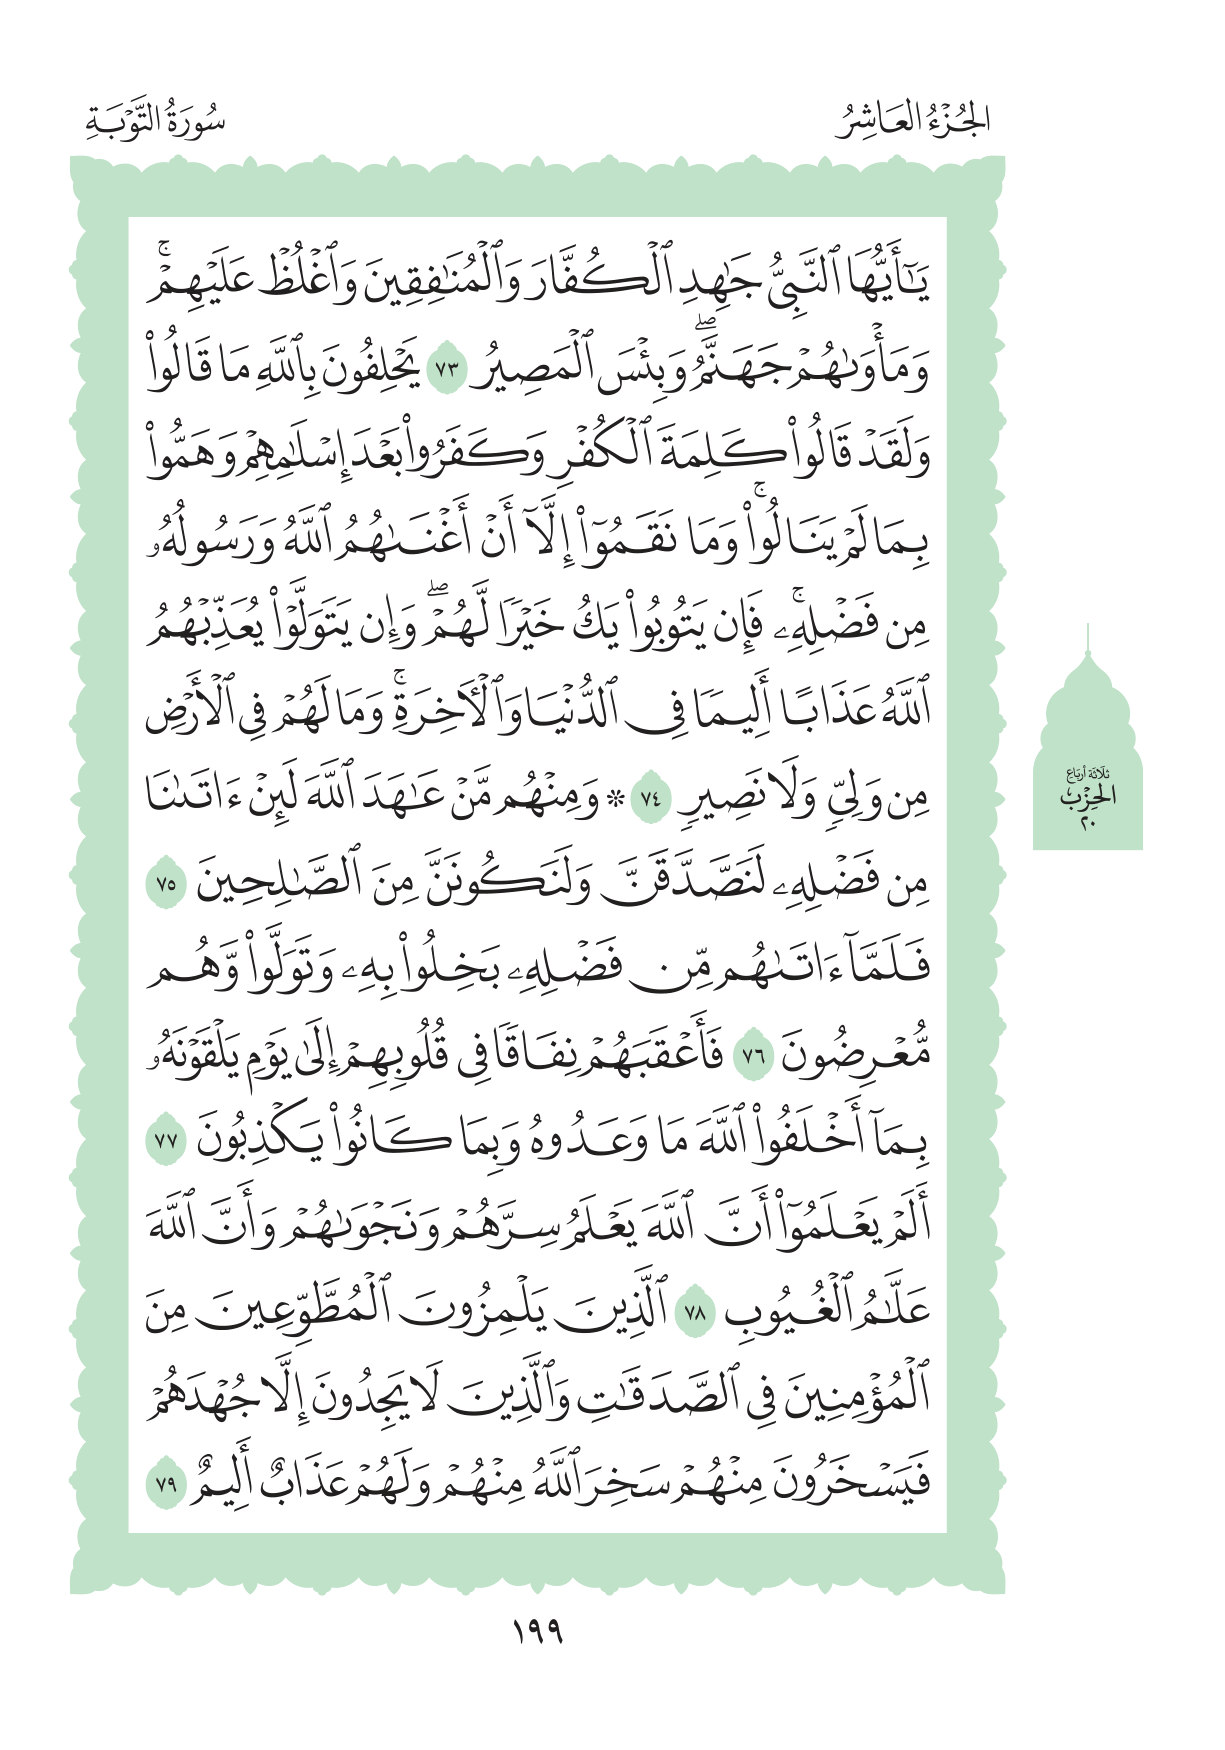 الجُزْءُ العَاشِرُ
سُورَةُ التَّوْبَةِ
يَٰٓأَيُّهَا ٱلنَّبِىُّ جَٰهِدِ ٱلْكُفَّارَ وَٱلْمُنَٰفِقِينَ وَٱغْلُظْ عَلَيْهِمْۚ
وَمَأْوَىٰهُمْ جَهَنَّمُۖ وَبِئْسَ ٱلْمَصِيرُ ٧٣ يَحْلِفُونَ بِٱللَّهِ مَا قَالُوا۟
وَلَقَدْ قَالُوا۟ كَلِمَةَ ٱلْكُفْرِ وَكَفَرُوا۟ بَعْدَ إِسْلَٰمِهِمْ وَهَمُّوا۟
بِمَا لَمْ يَنَالُوا۟ۚ وَمَا نَقَمُوٓا۟ إِلَّآ أَنْ أَغْنَىٰهُمُ ٱللَّهُ وَرَسُولُهُۥ
مِن فَضْلِهِۦۚ فَإِن يَتُوبُوا۟ يَكُ خَيْرًا لَّهُمْۖ وَإِن يَتَوَلَّوْا۟ يُعَذِّبْهُمُ
ٱللَّهُ عَذَابًا أَلِيمًا فِى ٱلدُّنْيَا وَٱلْـَٔاخِرَةِۚ وَمَا لَهُمْ فِى ٱلْأَرْضِ
مِن وَلِىٍّ وَلَا نَصِيرٍ ٧٤ ۞ وَمِنْهُم مَّنْ عَٰهَدَ ٱللَّهَ لَئِنْ ءَاتَىٰنَا
مِن فَضْلِهِۦ لَنَصَّدَّقَنَّ وَلَنَكُونَنَّ مِنَ ٱلصَّٰلِحِينَ ٧٥
فَلَمَّآ ءَاتَىٰهُم مِّن فَضْلِهِۦ بَخِلُوا۟ بِهِۦ وَتَوَلَّوا۟ وَّهُم
مُّعْرِضُونَ ٧٦ فَأَعْقَبَهُمْ نِفَاقًا فِى قُلُوبِهِمْ إِلَىٰ يَوْمِ يَلْقَوْنَهُۥ
بِمَآ أَخْلَفُوا۟ ٱللَّهَ مَا وَعَدُوهُ وَبِمَا كَانُوا۟ يَكْذِبُونَ ٧٧
أَلَمْ يَعْلَمُوٓا۟ أَنَّ ٱللَّهَ يَعْلَمُ سِرَّهُمْ وَنَجْوَىٰهُمْ وَأَنَّ ٱللَّهَ
عَلَّٰمُ ٱلْغُيُوبِ ٧٨ ٱلَّذِينَ يَلْمِزُونَ ٱلْمُطَّوِّعِينَ مِنَ
ٱلْمُؤْمِنِينَ فِى ٱلصَّدَقَٰتِ وَٱلَّذِينَ لَا يَجِدُونَ إِلَّا جُهْدَهُمْ
فَيَسْخَرُونَ مِنْهُمْ سَخِرَ ٱللَّهُ مِنْهُمْ وَلَهُمْ عَذَابٌ أَلِيمٌ ٧٩
ثلاثة أرباع
الحِزْب
٢٠
١٩٩